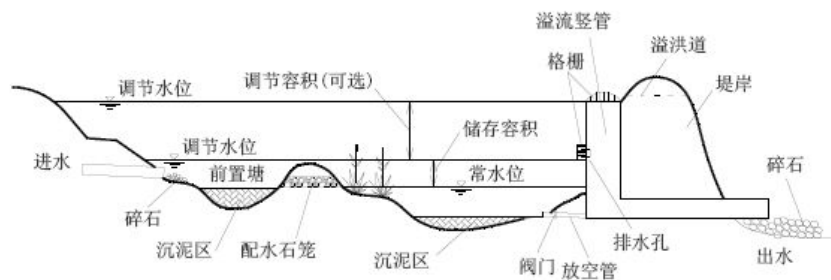 溢流竖管
格栅
溢洪道
调节水位
调节容积(可选)
堤岸
储存容积
调节水位
进水
前置塘
常水位
碎石
碎石
沉泥区
配水石笼
沉泥区
阀门
放空管
排水孔
出水